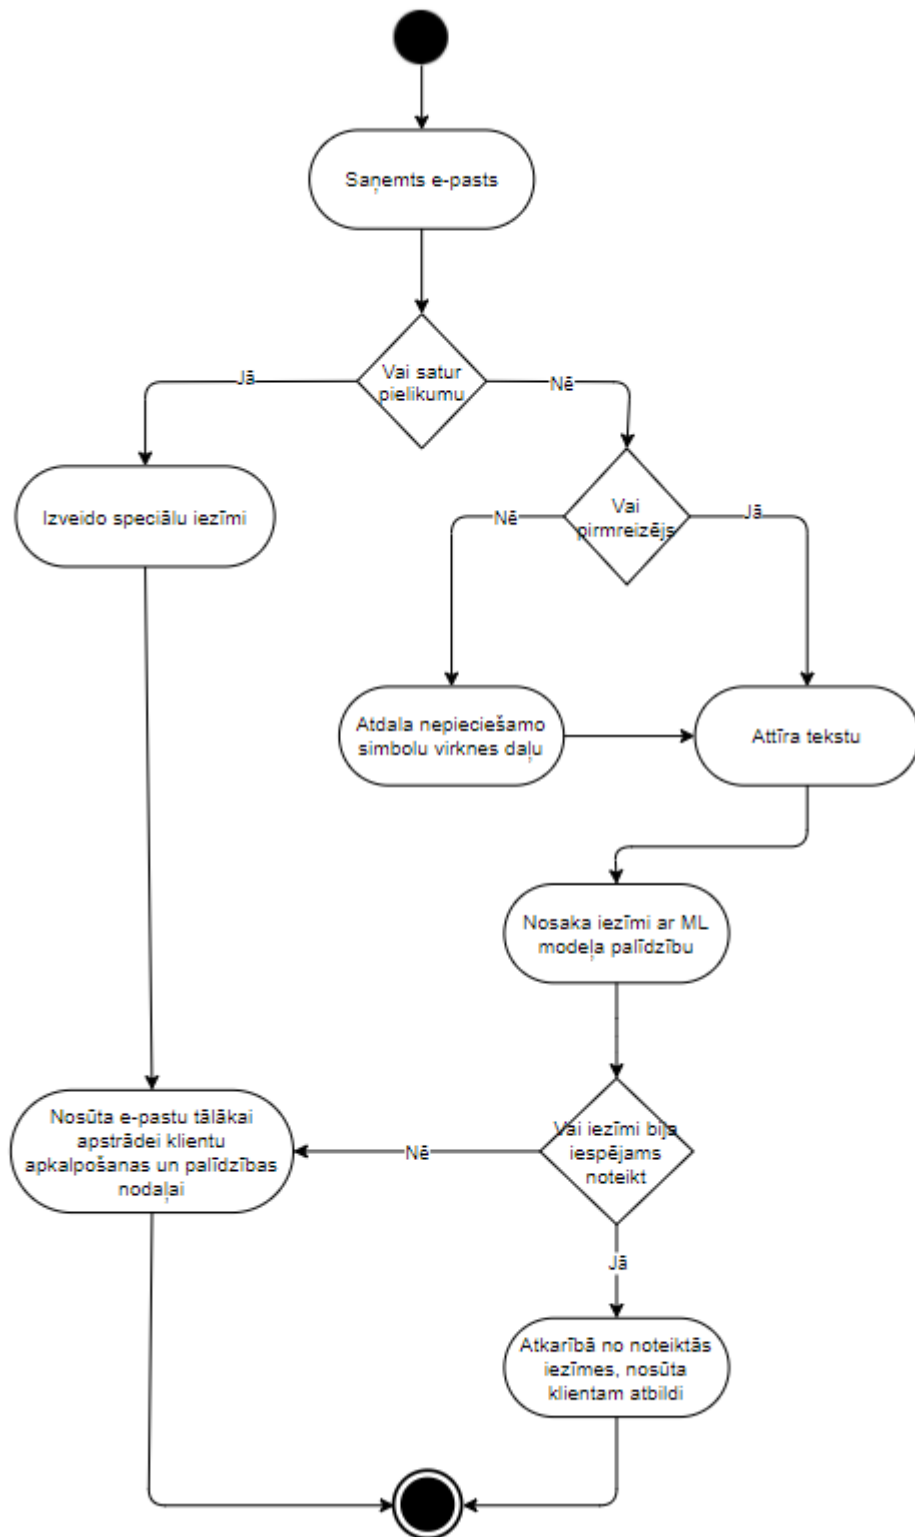 Saņemts e-pasts
Vai satur
pielikumu
Jā
Nē
Izveido speciālu iezīmi
Vai
pirmreizējs
Nē
Jā
Atdala nepieciešamo
simbolu virknes daļu
Attīra tekstu
Nosaka iezīmi ar ML
modeļa palīdzību
Nosūta e-pastu tālākai
apstrādei klientu
apkalpošanas un palīdzības
nodaļai
Nē
Vai iezīmi bija
iespējams
noteikt
Jā
Atkarībā no noteiktās
iezīmes, nosūta
klientam atbildi